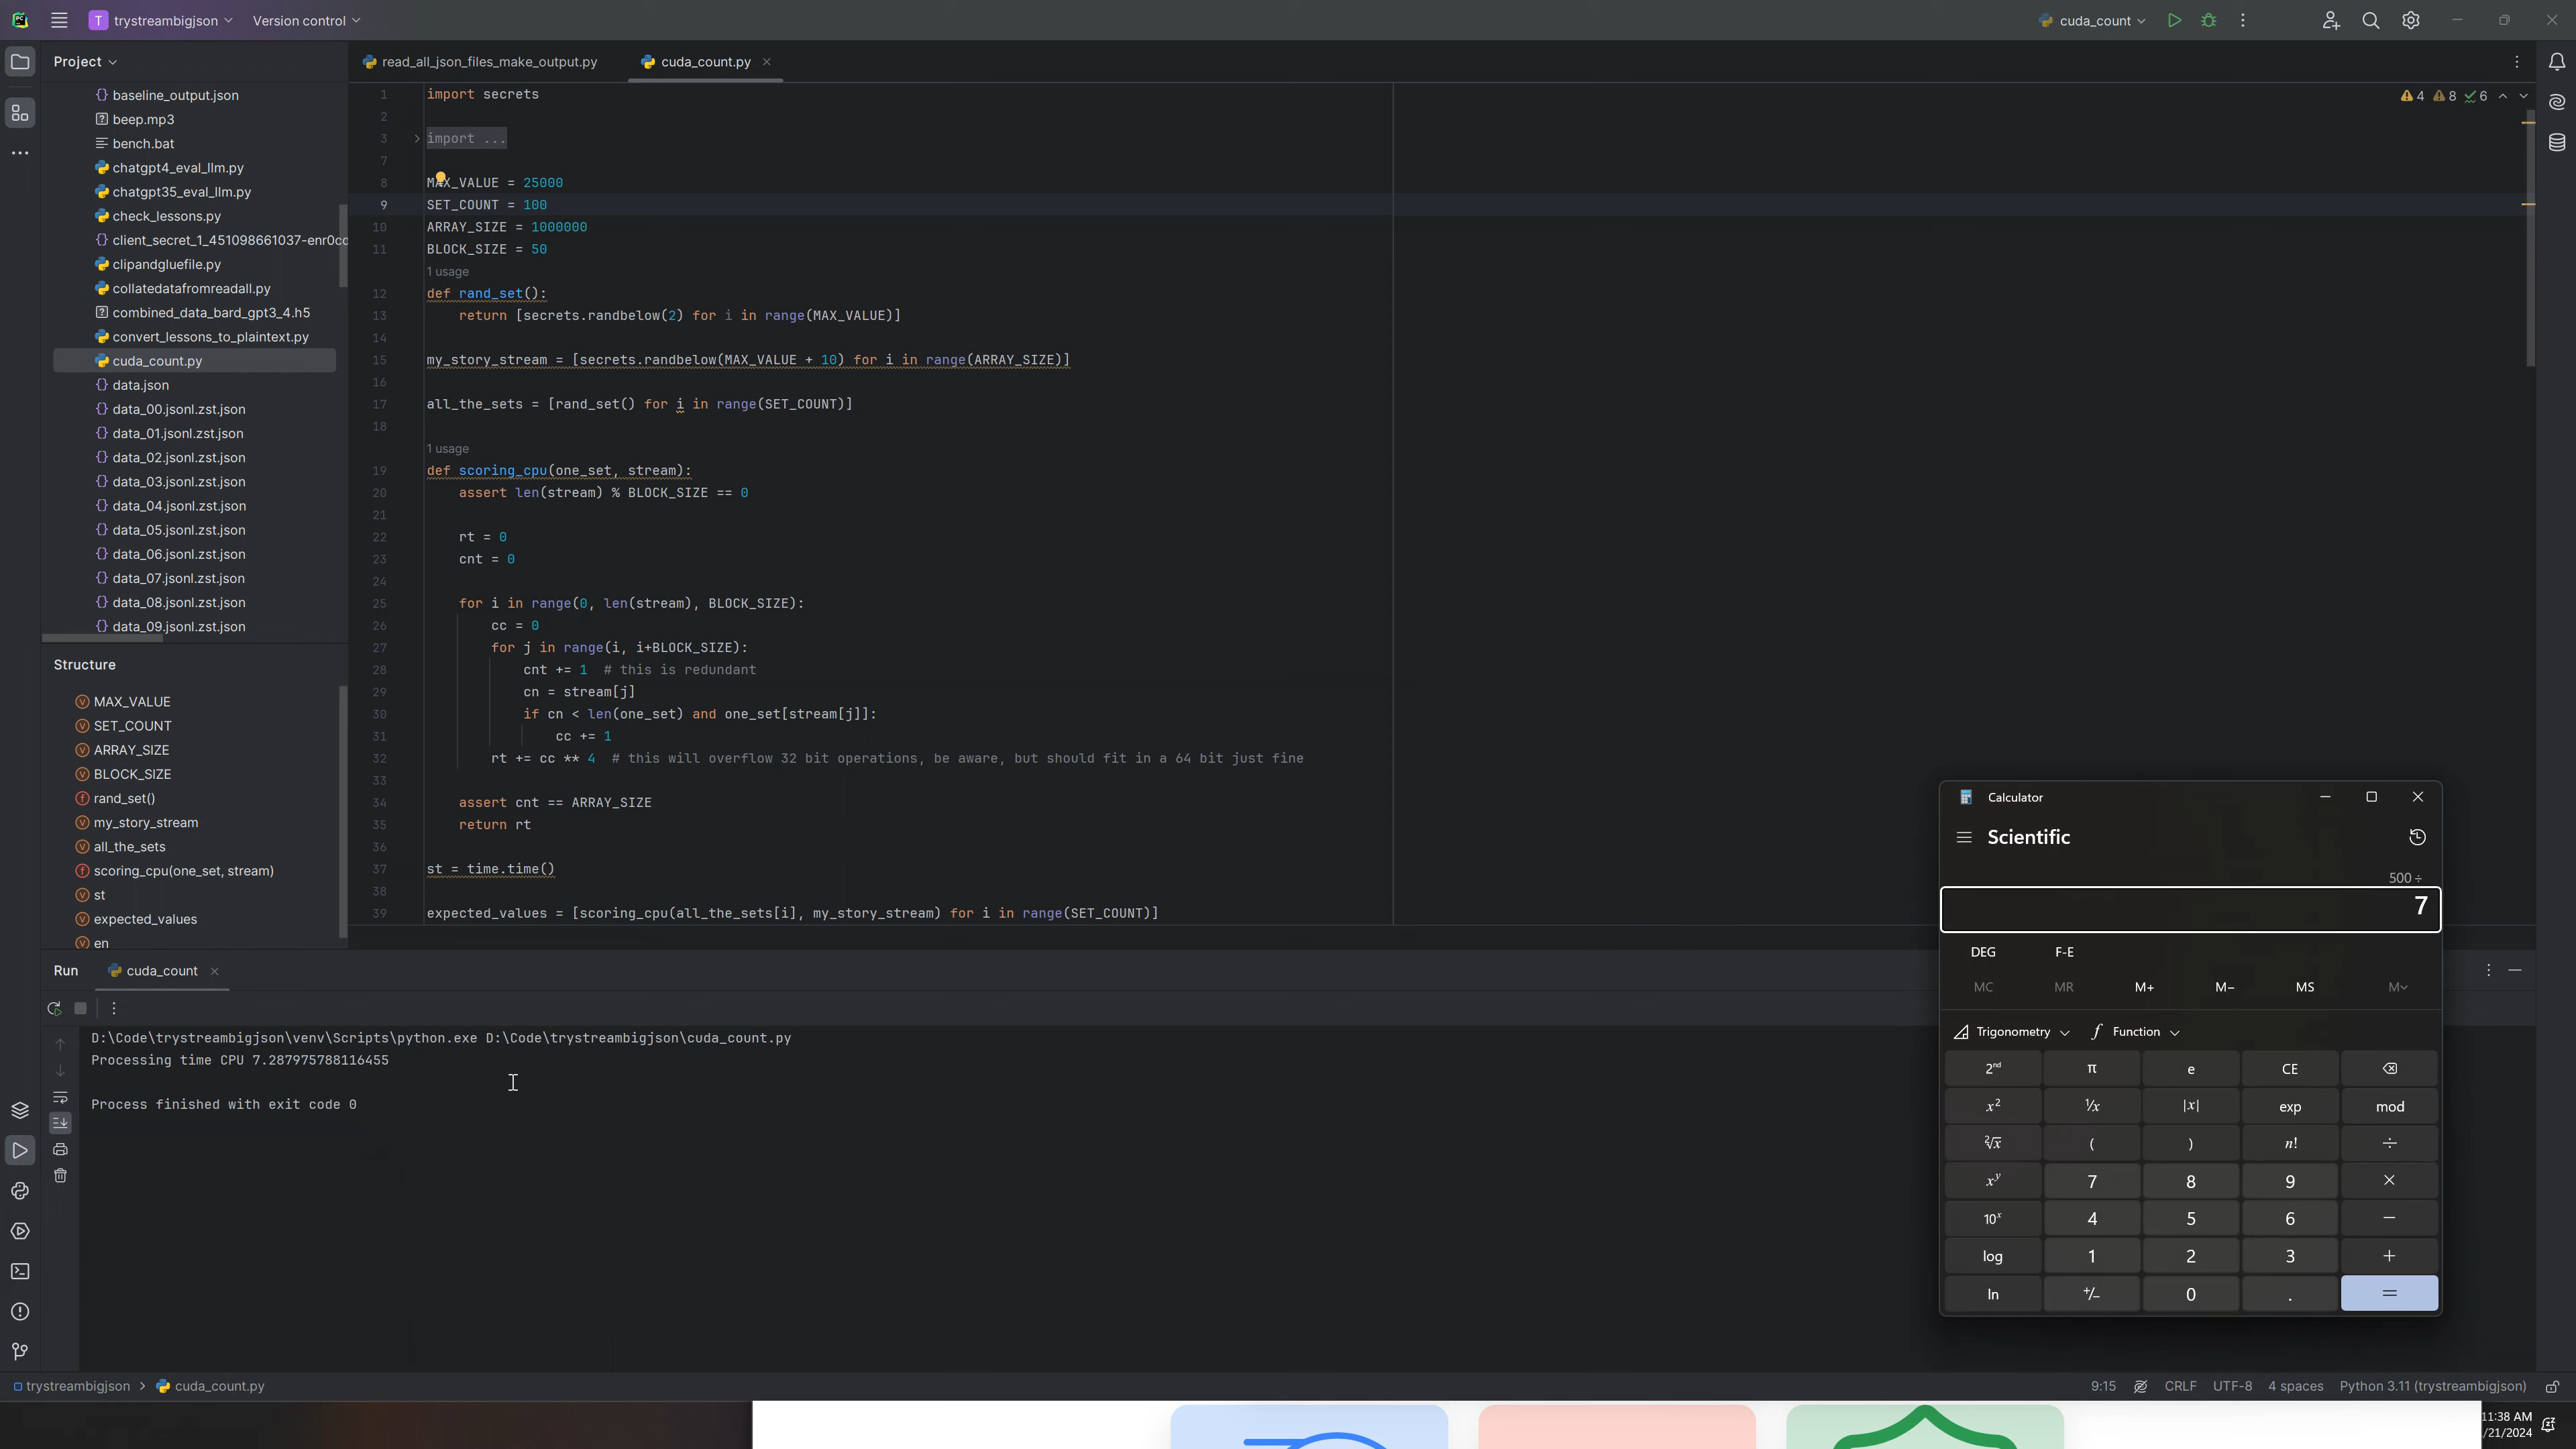 PC
T trystreambigjson Version control
cuda_count
Project
baseline_output.json
beep.mp3
bench.bat
chatgpt4_eval_llm.py
chatgpt35_eval_llm.py
check_lessons.py
client_secret_1_451098661037-enr0cc
clipandgluefile.py
collatedatafromreadall.py
combined_data_bard_gpt3_4.h5
convert_lessons_to_plaintext.py
cuda_count.py
data.json
data_00.jsonl.zst.json
data_01.jsonl.zst.json
data_02.jsonl.zst.json
data_03.jsonl.zst.json
data_04.jsonl.zst.json
data_05.jsonl.zst.json
data_06.jsonl.zst.json
data_07.jsonl.zst.json
data_08.jsonl.zst.json
data_09.jsonl.zst.json
Structure
MAX_VALUE
SET_COUNT
ARRAY_SIZE
BLOCK_SIZE
rand_set()
my_story_stream
all_the_sets
scoring_cpu(one_set, stream)
st
expected_values
en
read_all_json_files_make_output.py cuda_count.py
4 8 6
1 import secrets
2
3 import ...
7
8 MAX_VALUE = 25000
9 SET_COUNT = 100
10 ARRAY_SIZE = 1000000
11 BLOCK_SIZE = 50
1 usage
12 def rand_set():
13 return [secrets.randbelow(2) for i in range(MAX_VALUE)]
14
15 my_story_stream = [secrets.randbelow(MAX_VALUE + 10) for i in range(ARRAY_SIZE)]
16
17 all_the_sets = [rand_set() for i in range(SET_COUNT)]
18
1 usage
19 def scoring_cpu(one_set, stream):
20 assert len(stream) % BLOCK_SIZE == 0
21
22 rt = 0
23 cnt = 0
24
25 for i in range(0, len(stream), BLOCK_SIZE):
26 cc = 0
27 for j in range(i, i+BLOCK_SIZE):
28 cnt += 1 # this is redundant
29 cn = stream[j]
30 if cn < len(one_set) and one_set[stream[j]]:
31 cc += 1
32 rt += cc ** 4 # this will overflow 32 bit operations, be aware, but should fit in a 64 bit just fine
33
34 assert cnt == ARRAY_SIZE
35 return rt
36
37 st = time.time()
38
39 expected_values = [scoring_cpu(all_the_sets[i], my_story_stream) for i in range(SET_COUNT)]
Run cuda_count
D:\Code\trystreambigjson\venv\Scripts\python.exe D:\Code\trystreambigjson\cuda_count.py
Processing time CPU 7.287975788116455
Process finished with exit code 0
Calculator
Scientific
500 ÷
7
DEG F-E
MC MR M+ M- MS M
Trigonometry f Function
2nd π e CE
x² ¹/x |x| exp mod
²√x ( ) n! ÷
xʸ 7 8 9 ×
10ˣ 4 5 6 −
log 1 2 3 +
ln +/− 0 . =
trystreambigjson cuda_count.py
9:15 CRLF UTF-8 4 spaces Python 3.11 (trystreambigjson)
11:38 AM
/21/2024